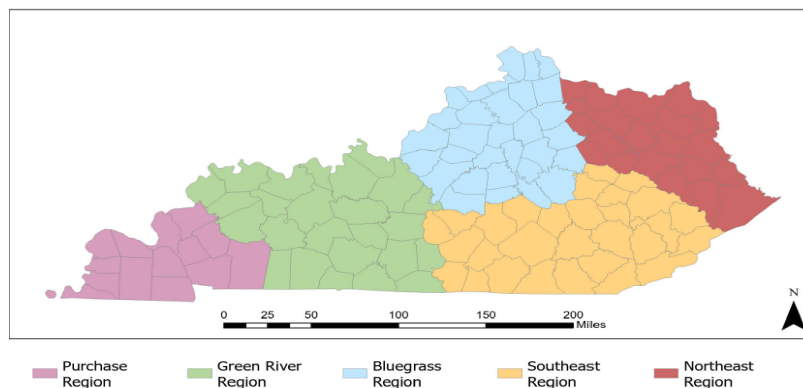 N
0 25 50 100 150 200
Miles
Purchase
Region
Green River
Region
Bluegrass
Region
Southeast
Region
Northeast
Region